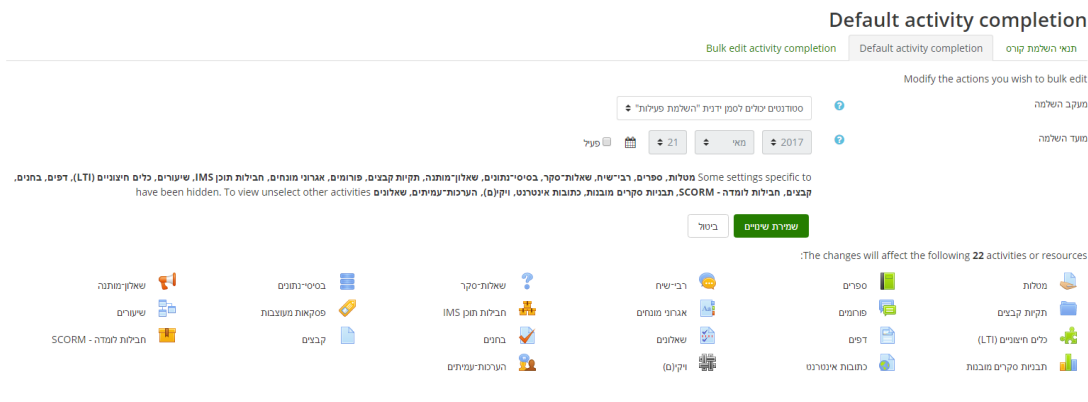 Default activity completion
תנאי השלמת קורס Default activity completion Bulk edit activity completion
Modify the actions you wish to bulk edit
מעקב השלמה סטודנטים יכולים לסמן ידנית "השלמת פעילות"
מועד השלמה 2017 מאי 21 פעיל
Some settings specific to מטלות, ספרים, רבי־שיח, שאלות־סקר, בסיסי־נתונים, שאלון־מותנה, תקיות קבצים, פורומים, אגרוני מונחים, חבילות תוכן IMS, שיעורים, כלים חיצוניים (LTI), דפים, בחנים,
קבצים, חבילות לומדה - SCORM, תבניות סקרים מובנות, כתובות אינטרנט, ויקי(ם), הערכות־עמיתים, שאלונים have been hidden. To view unselect other activities
שמירת שינויים ביטול
The changes will affect the following 22 activities or resources:
מטלות ספרים רבי־שיח שאלות־סקר בסיסי־נתונים שאלון־מותנה
תקיות קבצים פורומים אגרוני מונחים חבילות תוכן IMS פסקאות מעוצבות שיעורים
כלים חיצוניים (LTI) דפים שאלונים בחנים קבצים חבילות לומדה - SCORM
תבניות סקרים מובנות כתובות אינטרנט ויקי(ם) הערכות־עמיתים